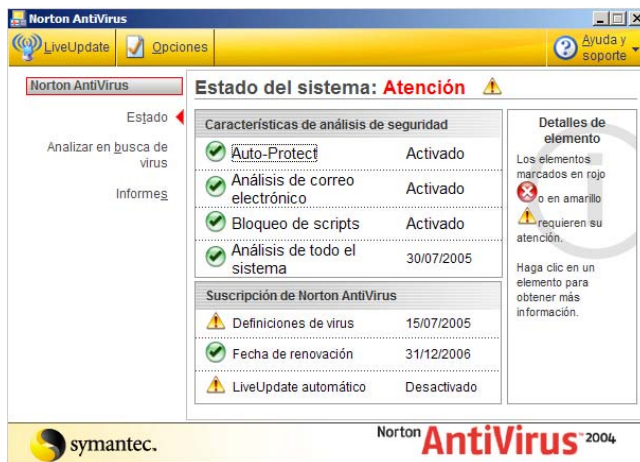 Norton AntiVirus
LiveUpdate
Opciones
Ayuda y
soporte
Norton AntiVirus
Estado
Analizar en busca de
virus
Informes
Estado del sistema: Atención
Características de análisis de seguridad
Auto-Protect Activado
Análisis de correo
electrónico Activado
Bloqueo de scripts Activado
Análisis de todo el
sistema 30/07/2005
Suscripción de Norton AntiVirus
Definiciones de virus 15/07/2005
Fecha de renovación 31/12/2006
LiveUpdate automático Desactivado
Detalles de
elemento
Los elementos
marcados en rojo
o en amarillo
requieren su
atención.
Haga clic en un
elemento para
obtener más
información.
symantec.
Norton AntiVirus™ 2004